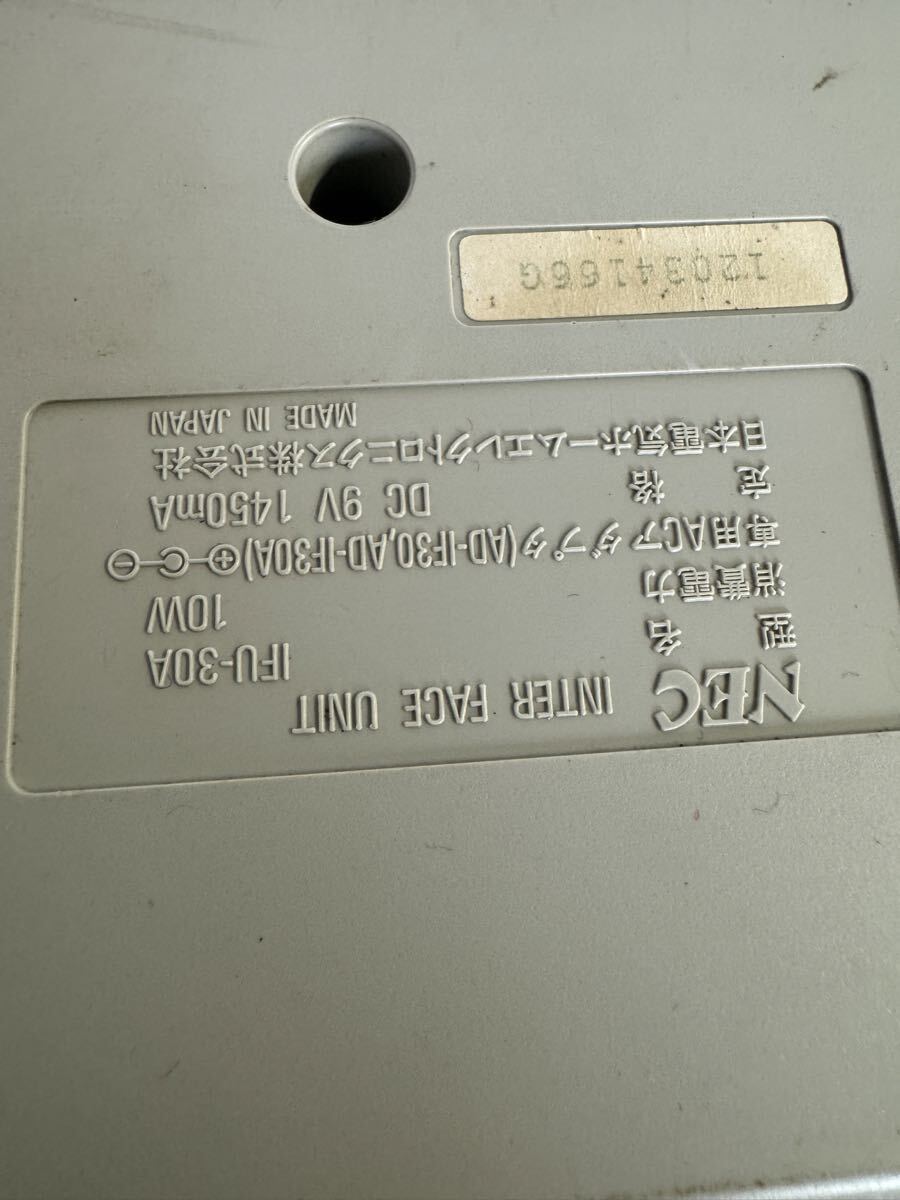 NEC INTER FACE UNIT
型名 IFU-30A
消費電力 10W
専用ACアダプタ(AD-IF30,AD-IF30A)⊕-C-⊖
定格 DC 9V 1450mA
日本電気ホームエレクトロニクス株式会社
MADE IN JAPAN
12034166G